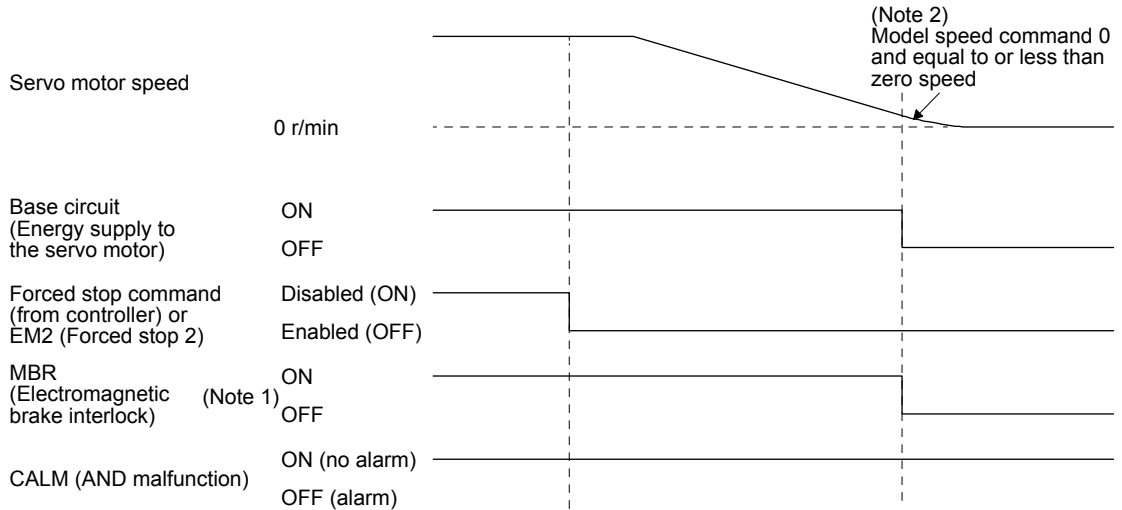 (Note 2)
Model speed command 0
and equal to or less than
zero speed
Servo motor speed
0 r/min
Base circuit
(Energy supply to
the servo motor)
ON
OFF
Forced stop command
(from controller) or
EM2 (Forced stop 2)
Disabled (ON)
Enabled (OFF)
MBR
(Electromagnetic
brake interlock)
(Note 1)
ON
OFF
CALM (AND malfunction)
ON (no alarm)
OFF (alarm)